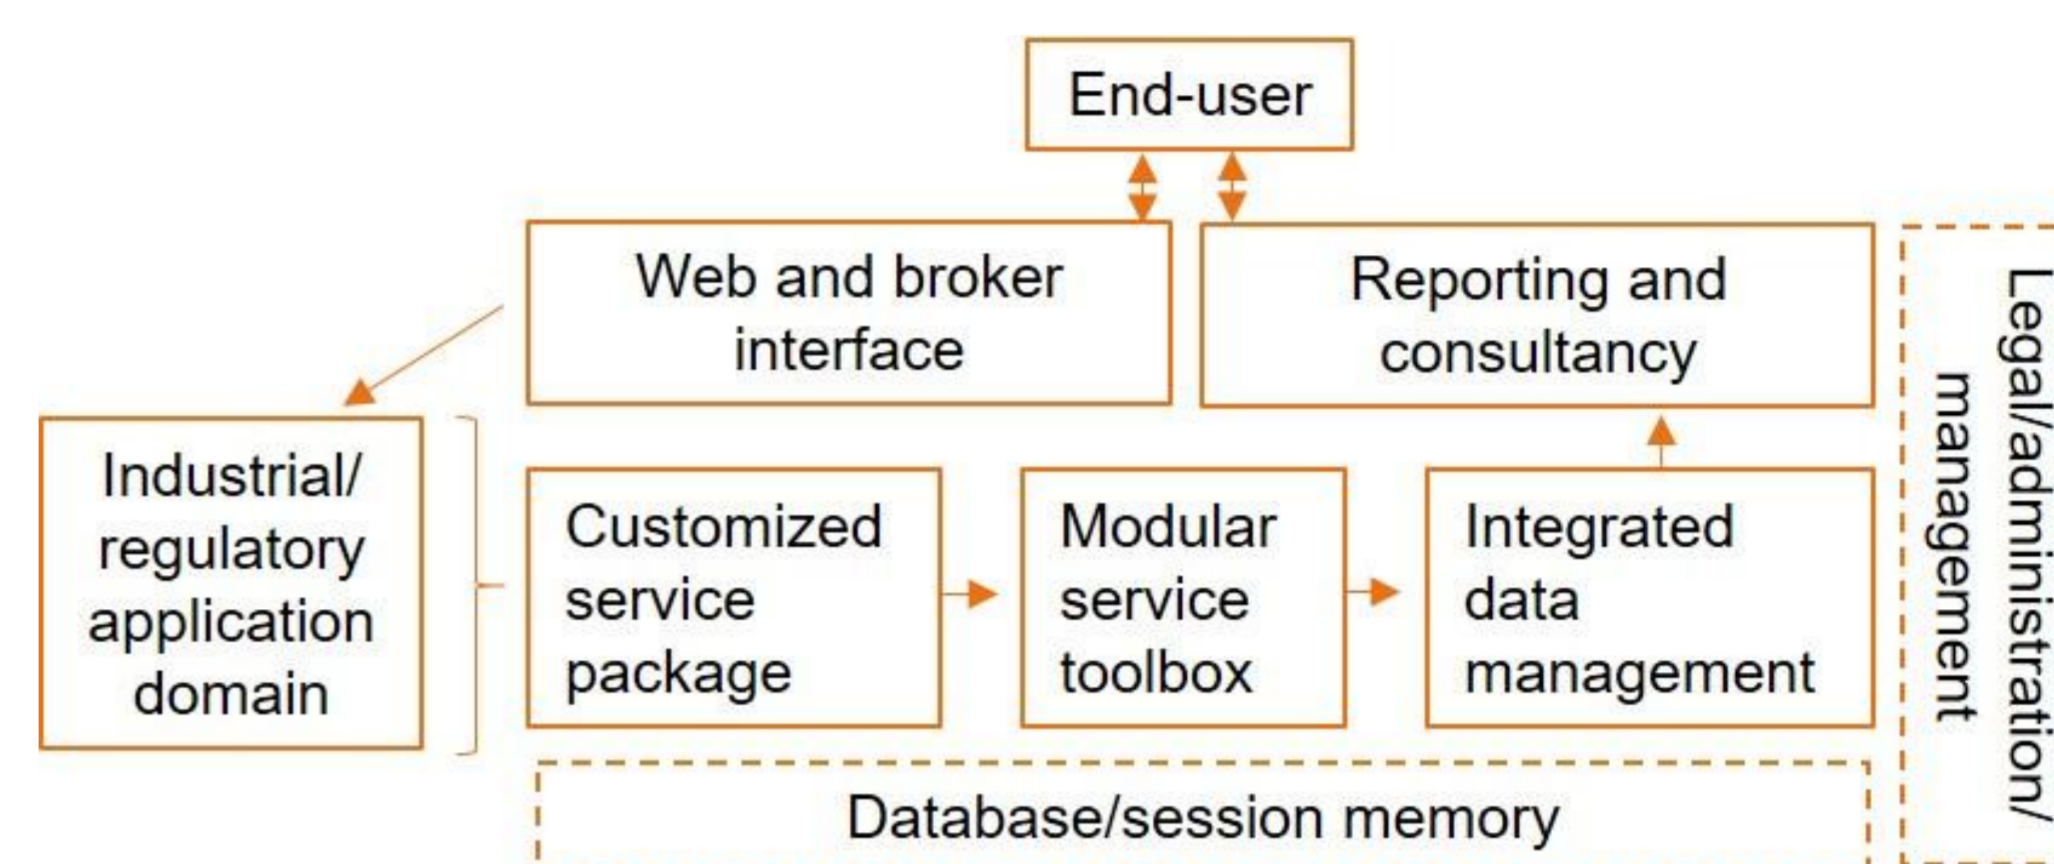 End-user
Web and broker
interface
Reporting and
consultancy
Industrial/
regulatory
application
domain
Customized
service
package
Modular
service
toolbox
Integrated
data
management
Database/session memory
Legal/administration/
management